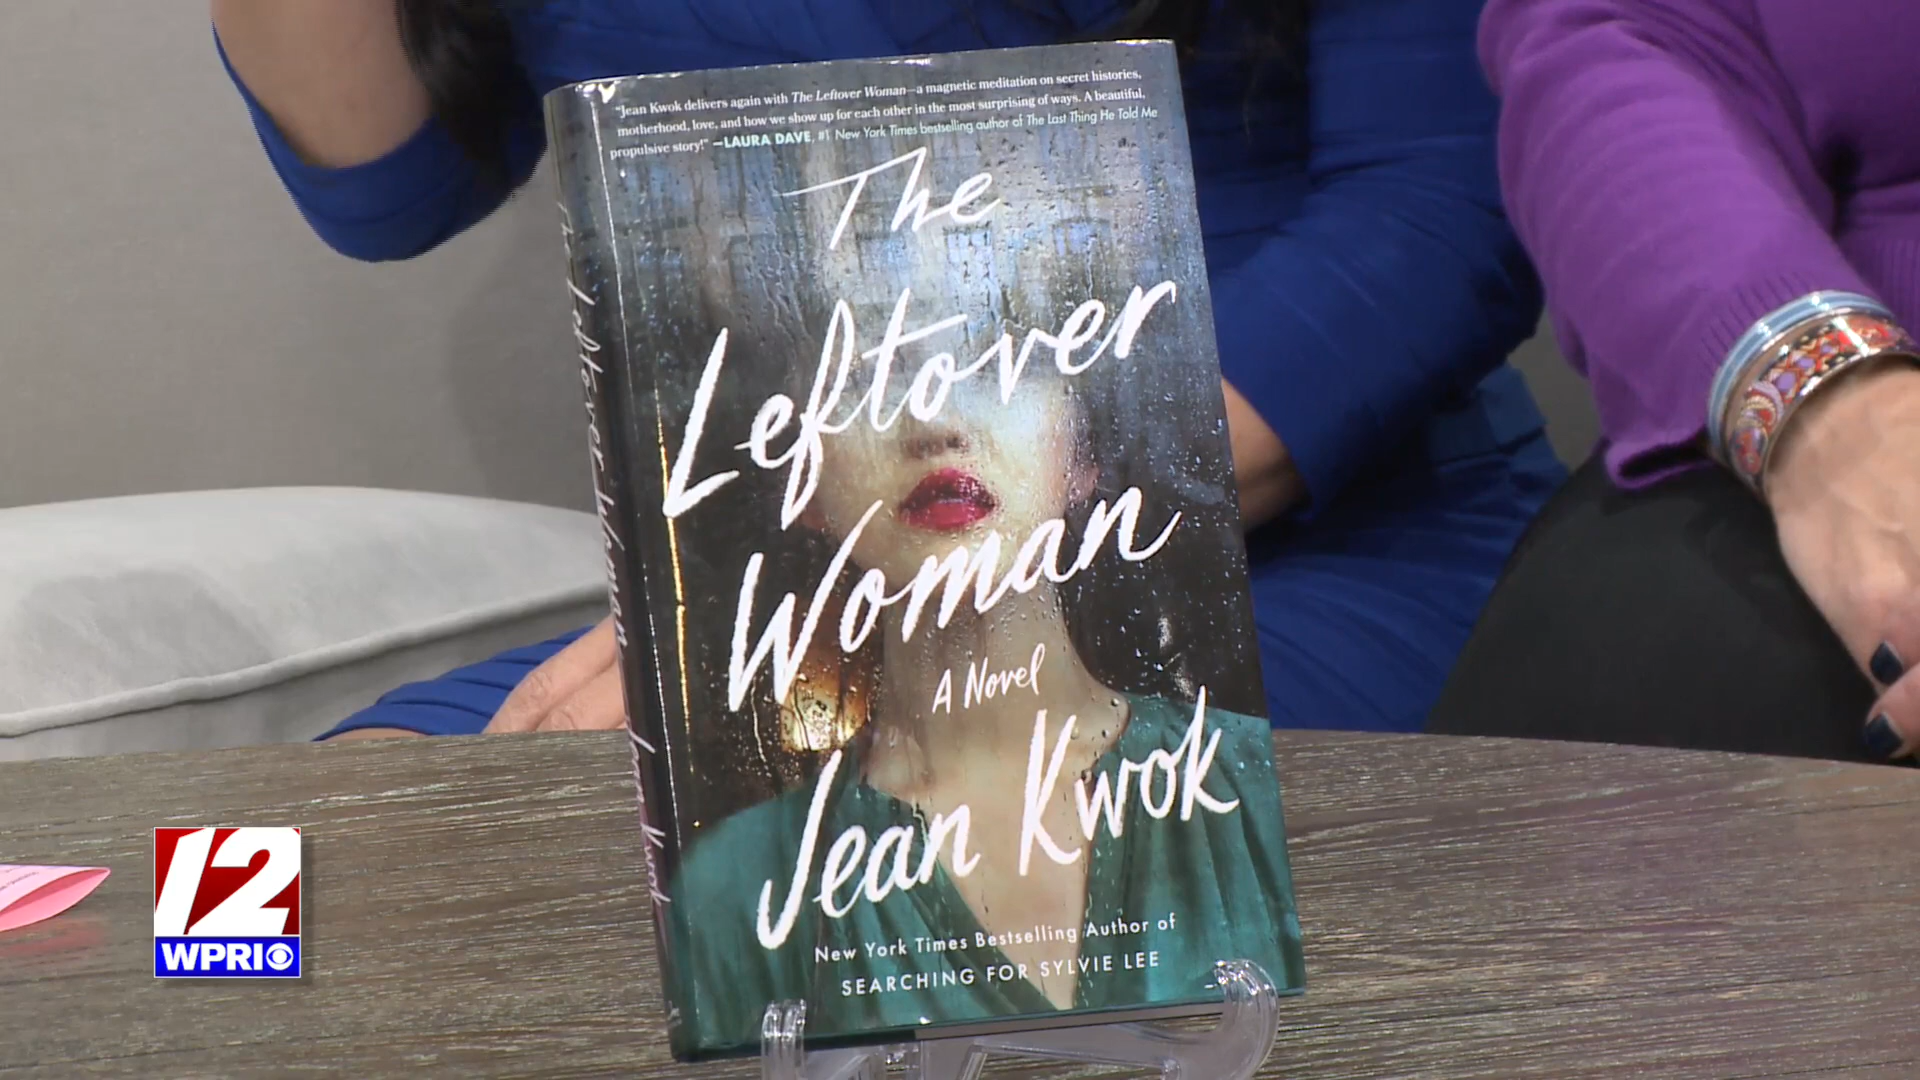 "Jean Kwok delivers again with The Leftover Woman—a magnetic meditation on secret histories,
motherhood, love, and how we show up for each other in the most surprising of ways. A beautiful,
propulsive story!" —LAURA DAVE, #1 New York Times bestselling author of The Last Thing He Told Me
The
Leftover
Woman
A Novel
Jean Kwok
New York Times Bestselling Author of
SEARCHING FOR SYLVIE LEE
The Leftover Woman Jean Kwok
12
WPRI